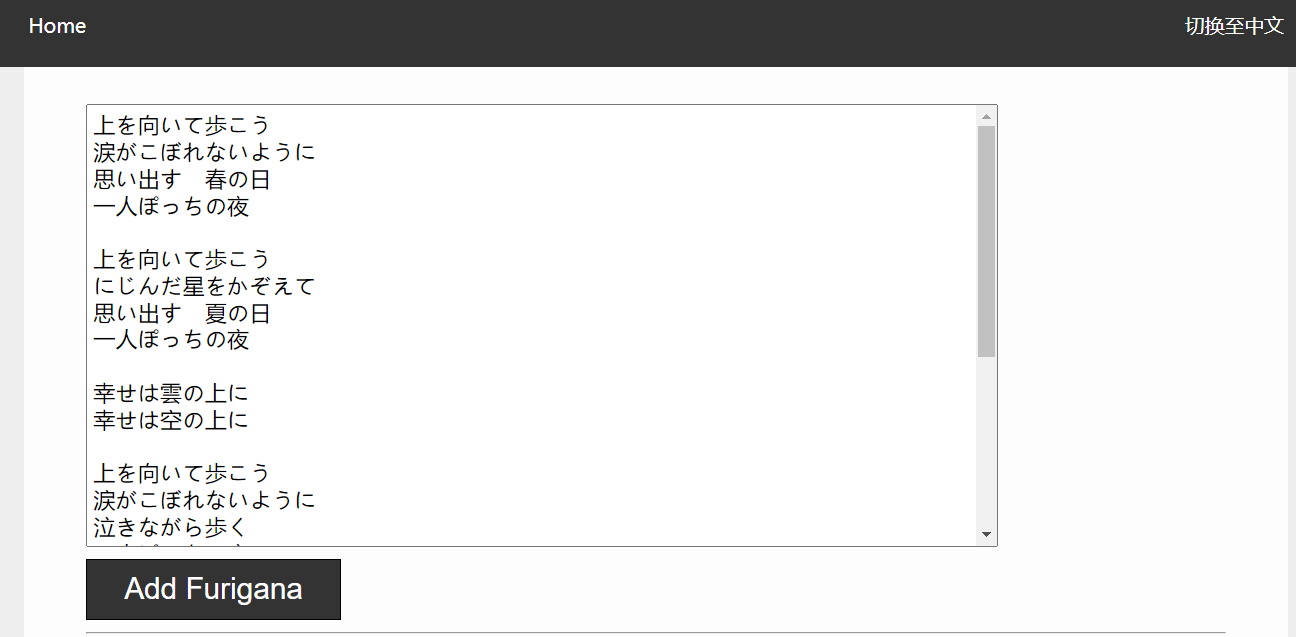 Home
切换至中文
上を向いて歩こう
涙がこぼれないように
思い出す　春の日
一人ぽっちの夜
上を向いて歩こう
にじんだ星をかぞえて
思い出す　夏の日
一人ぽっちの夜
幸せは雲の上に
幸せは空の上に
上を向いて歩こう
涙がこぼれないように
泣きながら歩く
Add Furigana